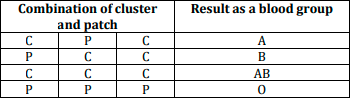 Combination of cluster and patch Result as a blood group
C P C A
P C C B
C C C AB
P P P O